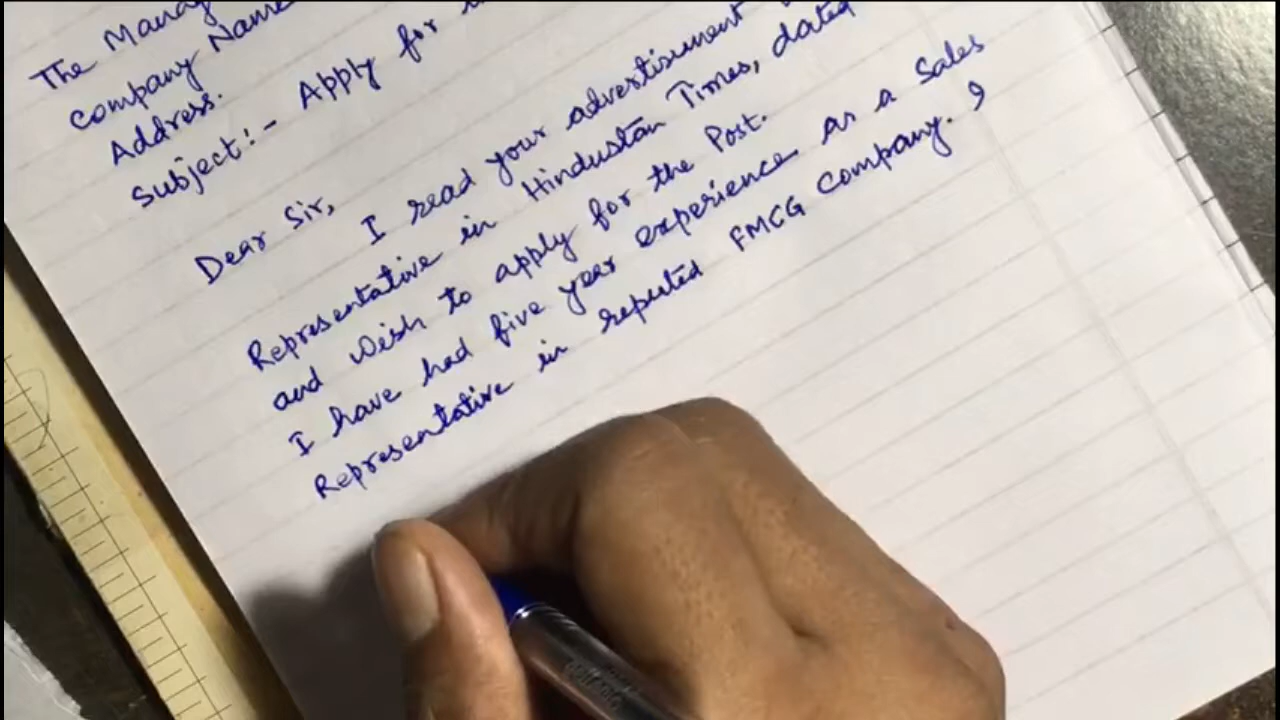 The Manag
Company Name
Address.
Subject:- Apply for
Dear Sir,
I read your advertisement
Representative in Hindustan Times, dated
and wish to apply for the Post.
I have had five year experience as a Sales
Representative in reputed FMCG company. I
cello